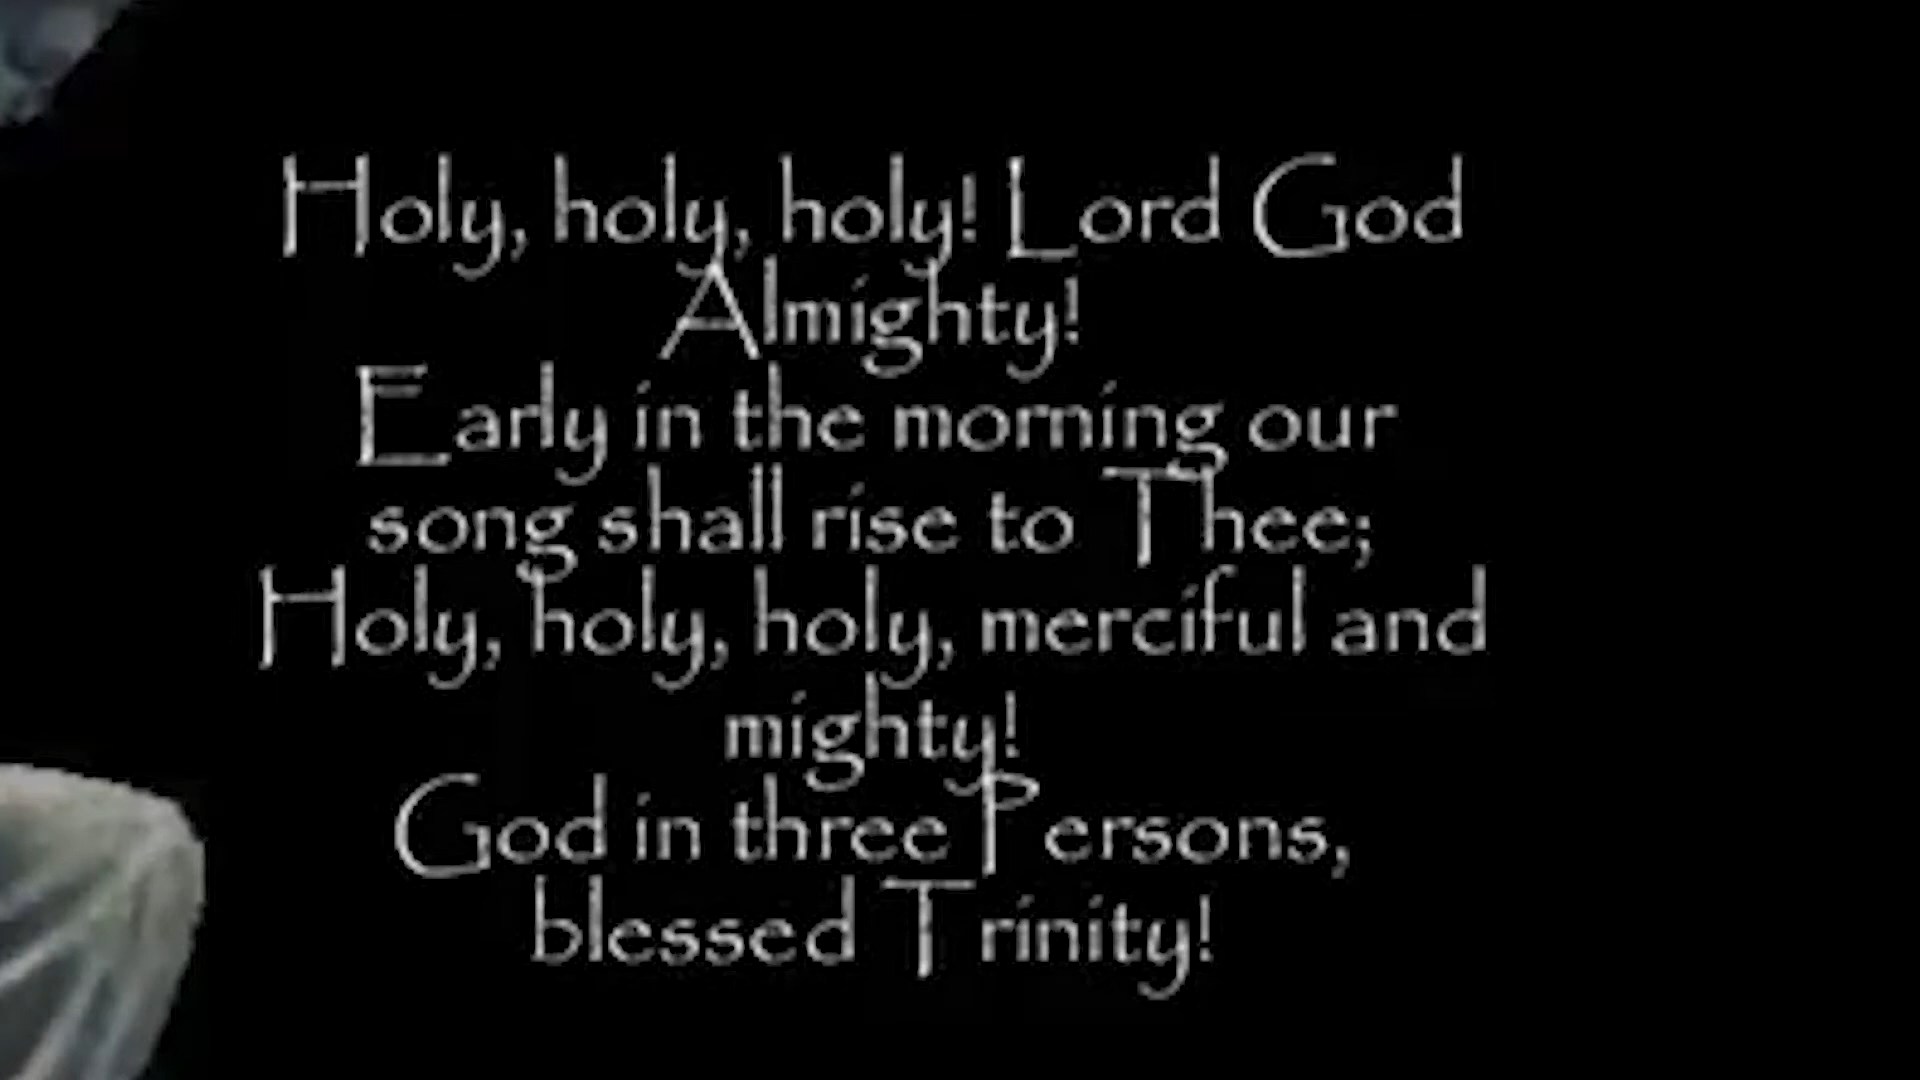 Holy, holy, holy! Lord God
Almighty!
Early in the morning our
song shall rise to Thee;
Holy, holy, holy, merciful and
mighty!
God in three Persons,
blessed Trinity!